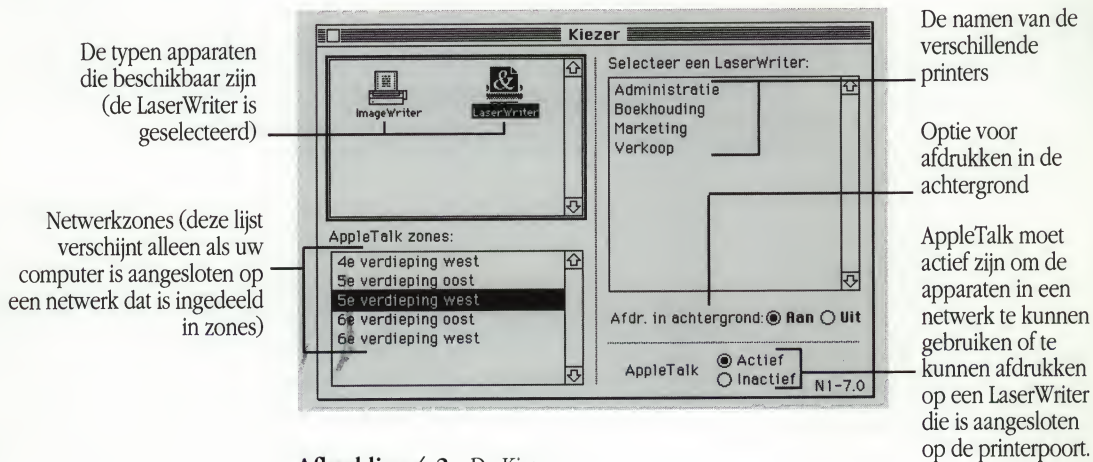 De typen apparaten
die beschikbaar zijn
(de LaserWriter is
geselecteerd)
Netwerkzones (deze lijst
verschijnt alleen als uw
computer is aangesloten op
een netwerk dat is ingedeeld
in zones)
Kiezer
ImageWriter
LaserWriter
AppleTalk zones:
4e verdieping west
5e verdieping oost
5e verdieping west
6e verdieping oost
6e verdieping west
Selecteer een LaserWriter:
Administratie
Boekhouding
Marketing
Verkoop
Afdr. in achtergrond: Aan Uit
AppleTalk
Actief
Inactief
N1-7.0
De namen van de
verschillende
printers
Optie voor
afdrukken in de
achtergrond
AppleTalk moet
actief zijn om de
apparaten in een
netwerk te kunnen
gebruiken of te
kunnen afdrukken
op een LaserWriter
die is aangesloten
op de printerpoort.